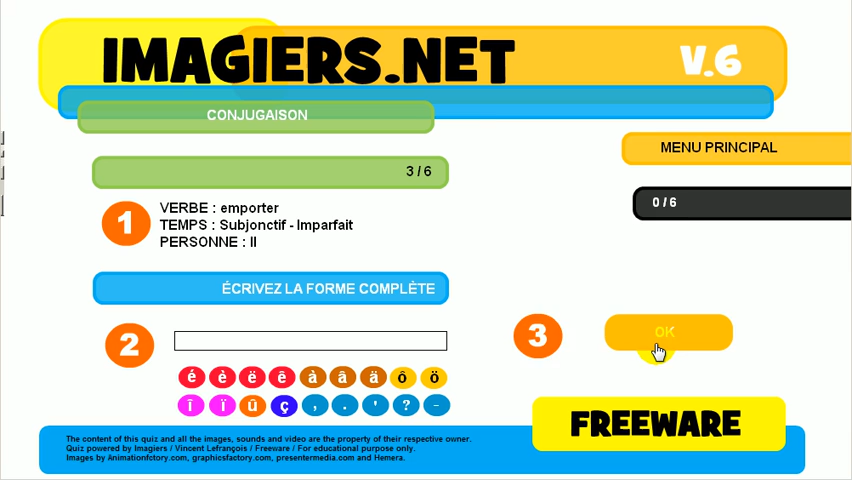 IMAGIERS.NET
V.6
CONJUGAISON
MENU PRINCIPAL
3 / 6
0 / 6
1
VERBE : emporter
TEMPS : Subjonctif - Imparfait
PERSONNE : II
ÉCRIVEZ LA FORME COMPLÈTE
2
3
OK
é è ë ê à â ä ô ö
î ï û ç , . ' ? -
FREEWARE
The content of this quiz and all the images, sounds and video are the property of their respective owner.
Quiz powered by Imagiers / Vincent Lefrançois / Freeware / For educational purpose only.
Images by Animationfctory.com, graphicsfactory.com, presentermedia.com and Hemera.